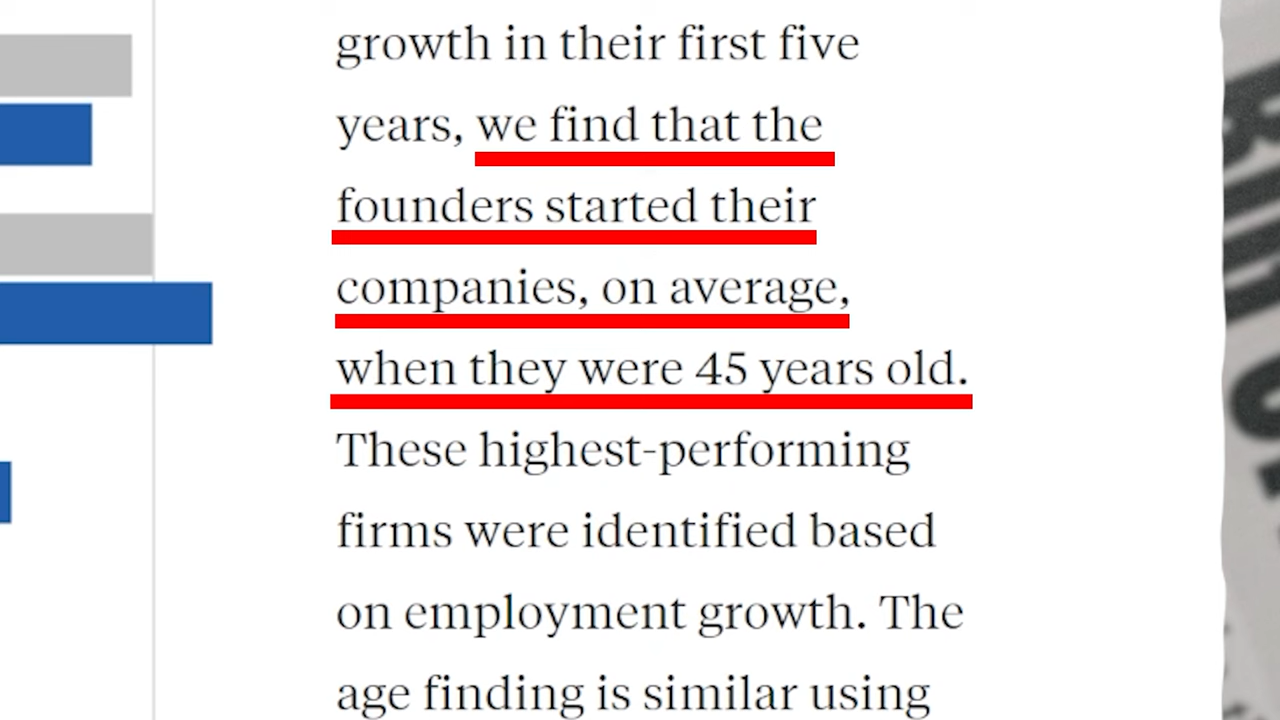 growth in their first five
years, we find that the
founders started their
companies, on average,
when they were 45 years old.
These highest-performing
firms were identified based
on employment growth. The
age finding is similar using